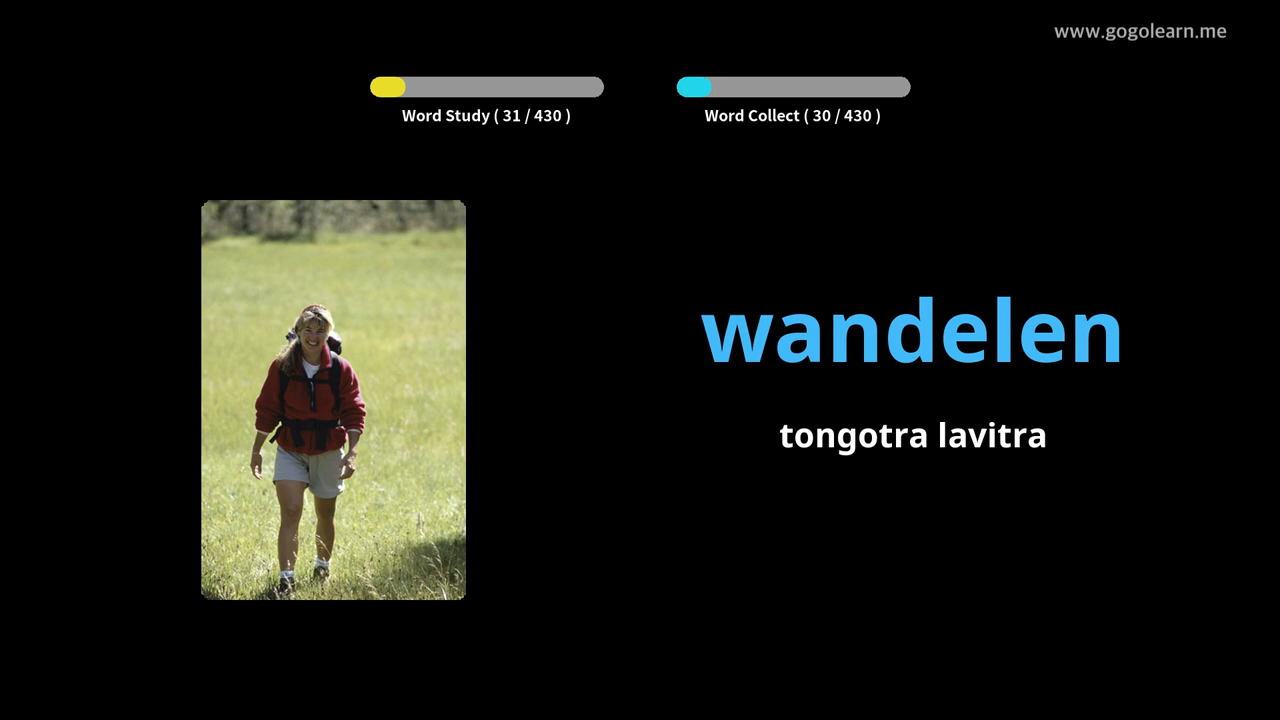 www.gogolearn.me
Word Study ( 31 / 430 )
Word Collect ( 30 / 430 )
wandelen
tongotra lavitra